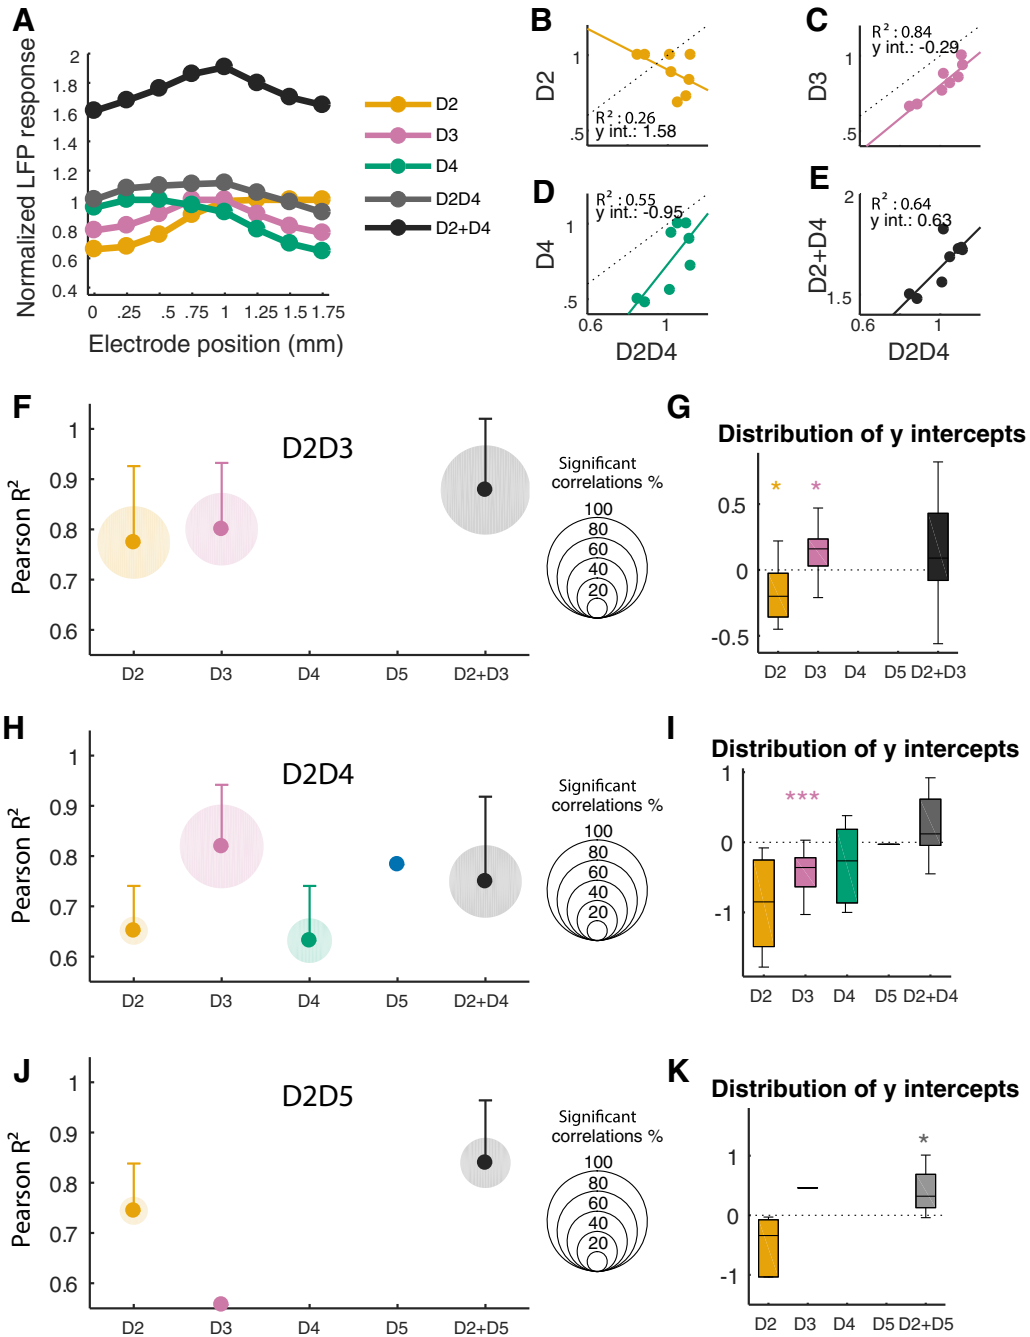 A
Normalized LFP response
2
1.8
1.6
1.4
1.2
1
0.8
0.6
0.4
0 .25 .5 .75 1 1.25 1.5 1.75
Electrode position (mm)
D2
D3
D4
D2D4
D2+D4
B
D2
1
.5
R²: 0.26
y int.: 1.58
C
D3
1
.5
R²: 0.84
y int.: -0.29
D
D4
1
.5
R²: 0.55
y int.: -0.95
0.6 1
D2D4
E
D2+D4
2
1.5
R²: 0.64
y int.: 0.63
0.6 1
D2D4
F
D2D3
Pearson R²
1
0.9
0.8
0.7
0.6
D2 D3 D4 D5 D2+D3
Significant
correlations %
100
80
60
40
20
G
Distribution of y intercepts
* *
0.5
0
-0.5
D2 D3 D4 D5 D2+D3
H
D2D4
Pearson R²
1
0.9
0.8
0.7
0.6
D2 D3 D4 D5 D2+D4
Significant
correlations %
100
80
60
40
20
I
Distribution of y intercepts
***
1
0
-1
D2 D3 D4 D5 D2+D4
J
D2D5
Pearson R²
1
0.9
0.8
0.7
0.6
D2 D3 D4 D5 D2+D5
Significant
correlations %
100
80
60
40
20
K
Distribution of y intercepts
*
1
0
-1
D2 D3 D4 D5 D2+D5